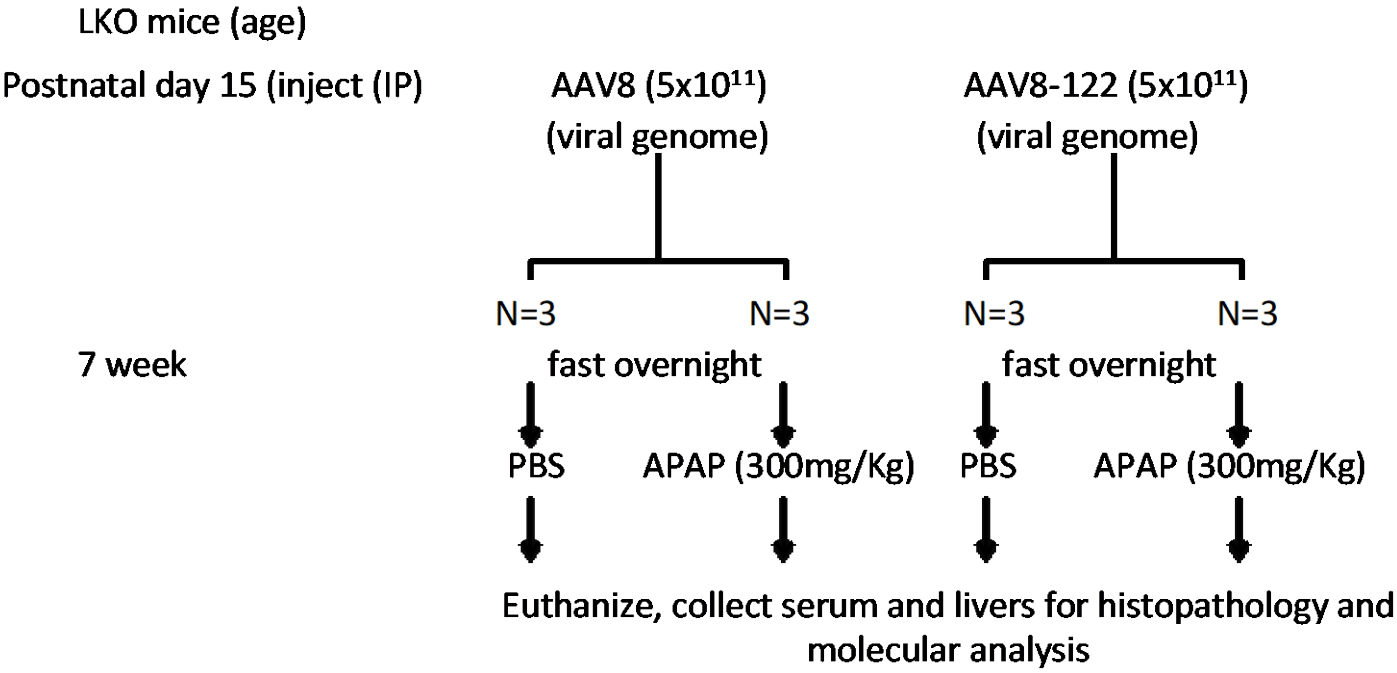 LKO mice (age)
Postnatal day 15 (inject (IP) AAV8 (5x10¹¹) AAV8-122 (5x10¹¹)
(viral genome) (viral genome)
N=3 N=3 N=3 N=3
7 week fast overnight fast overnight
PBS APAP (300mg/Kg) PBS APAP (300mg/Kg)
Euthanize, collect serum and livers for histopathology and
molecular analysis